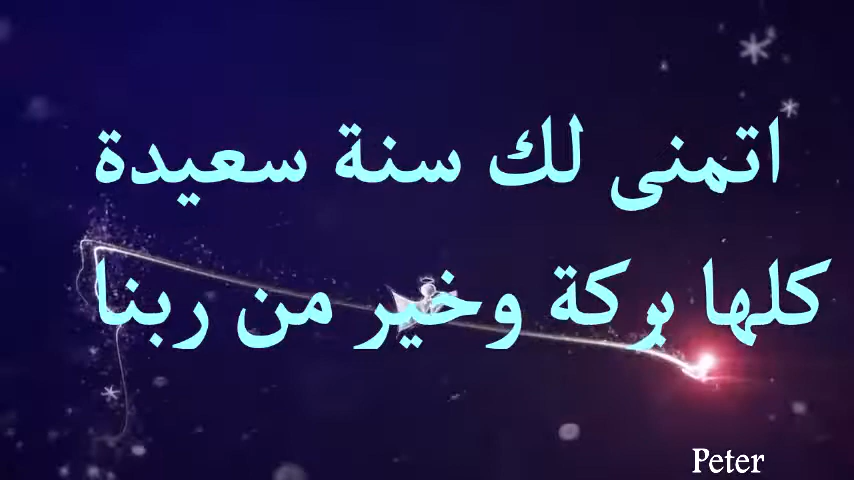 اتمنى لك سنة سعيدة
كلها بركة وخير من ربنا
Peter